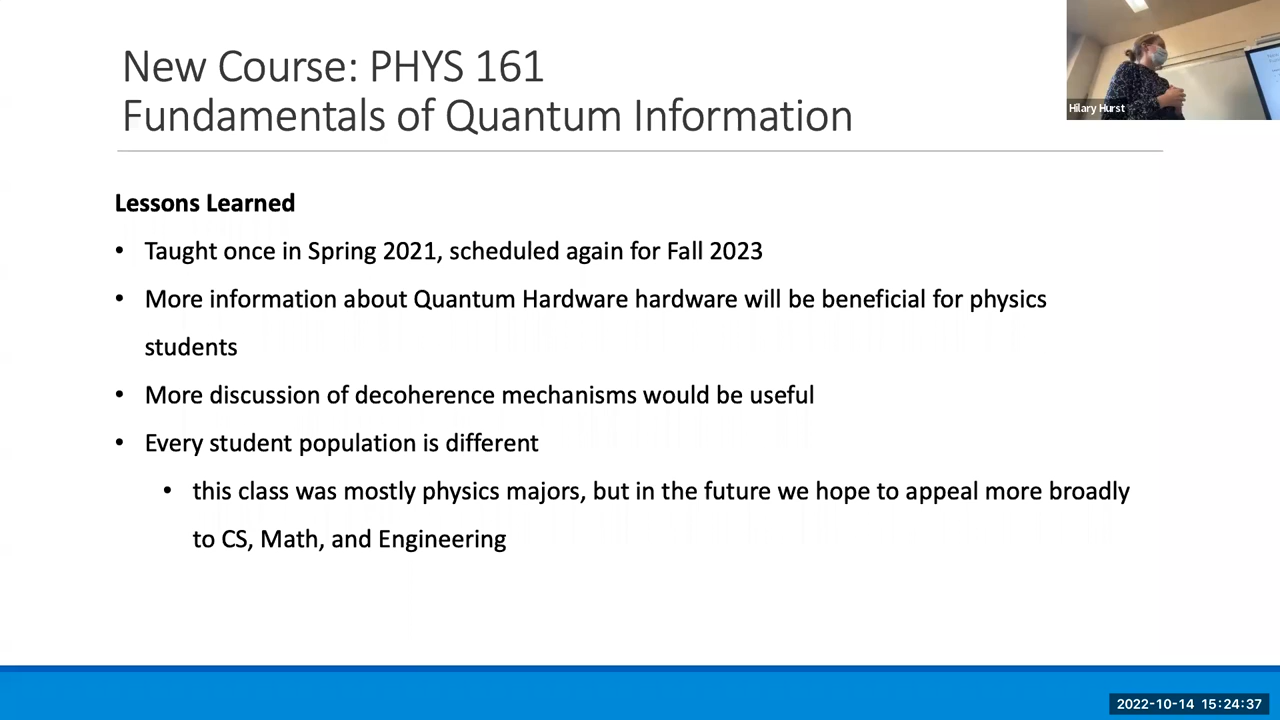 New Course: PHYS 161
Fundamentals of Quantum Information
Hilary Hurst
Lessons Learned
• Taught once in Spring 2021, scheduled again for Fall 2023
• More information about Quantum Hardware hardware will be beneficial for physics
students
• More discussion of decoherence mechanisms would be useful
• Every student population is different
• this class was mostly physics majors, but in the future we hope to appeal more broadly
to CS, Math, and Engineering
2022-10-14 15:24:37